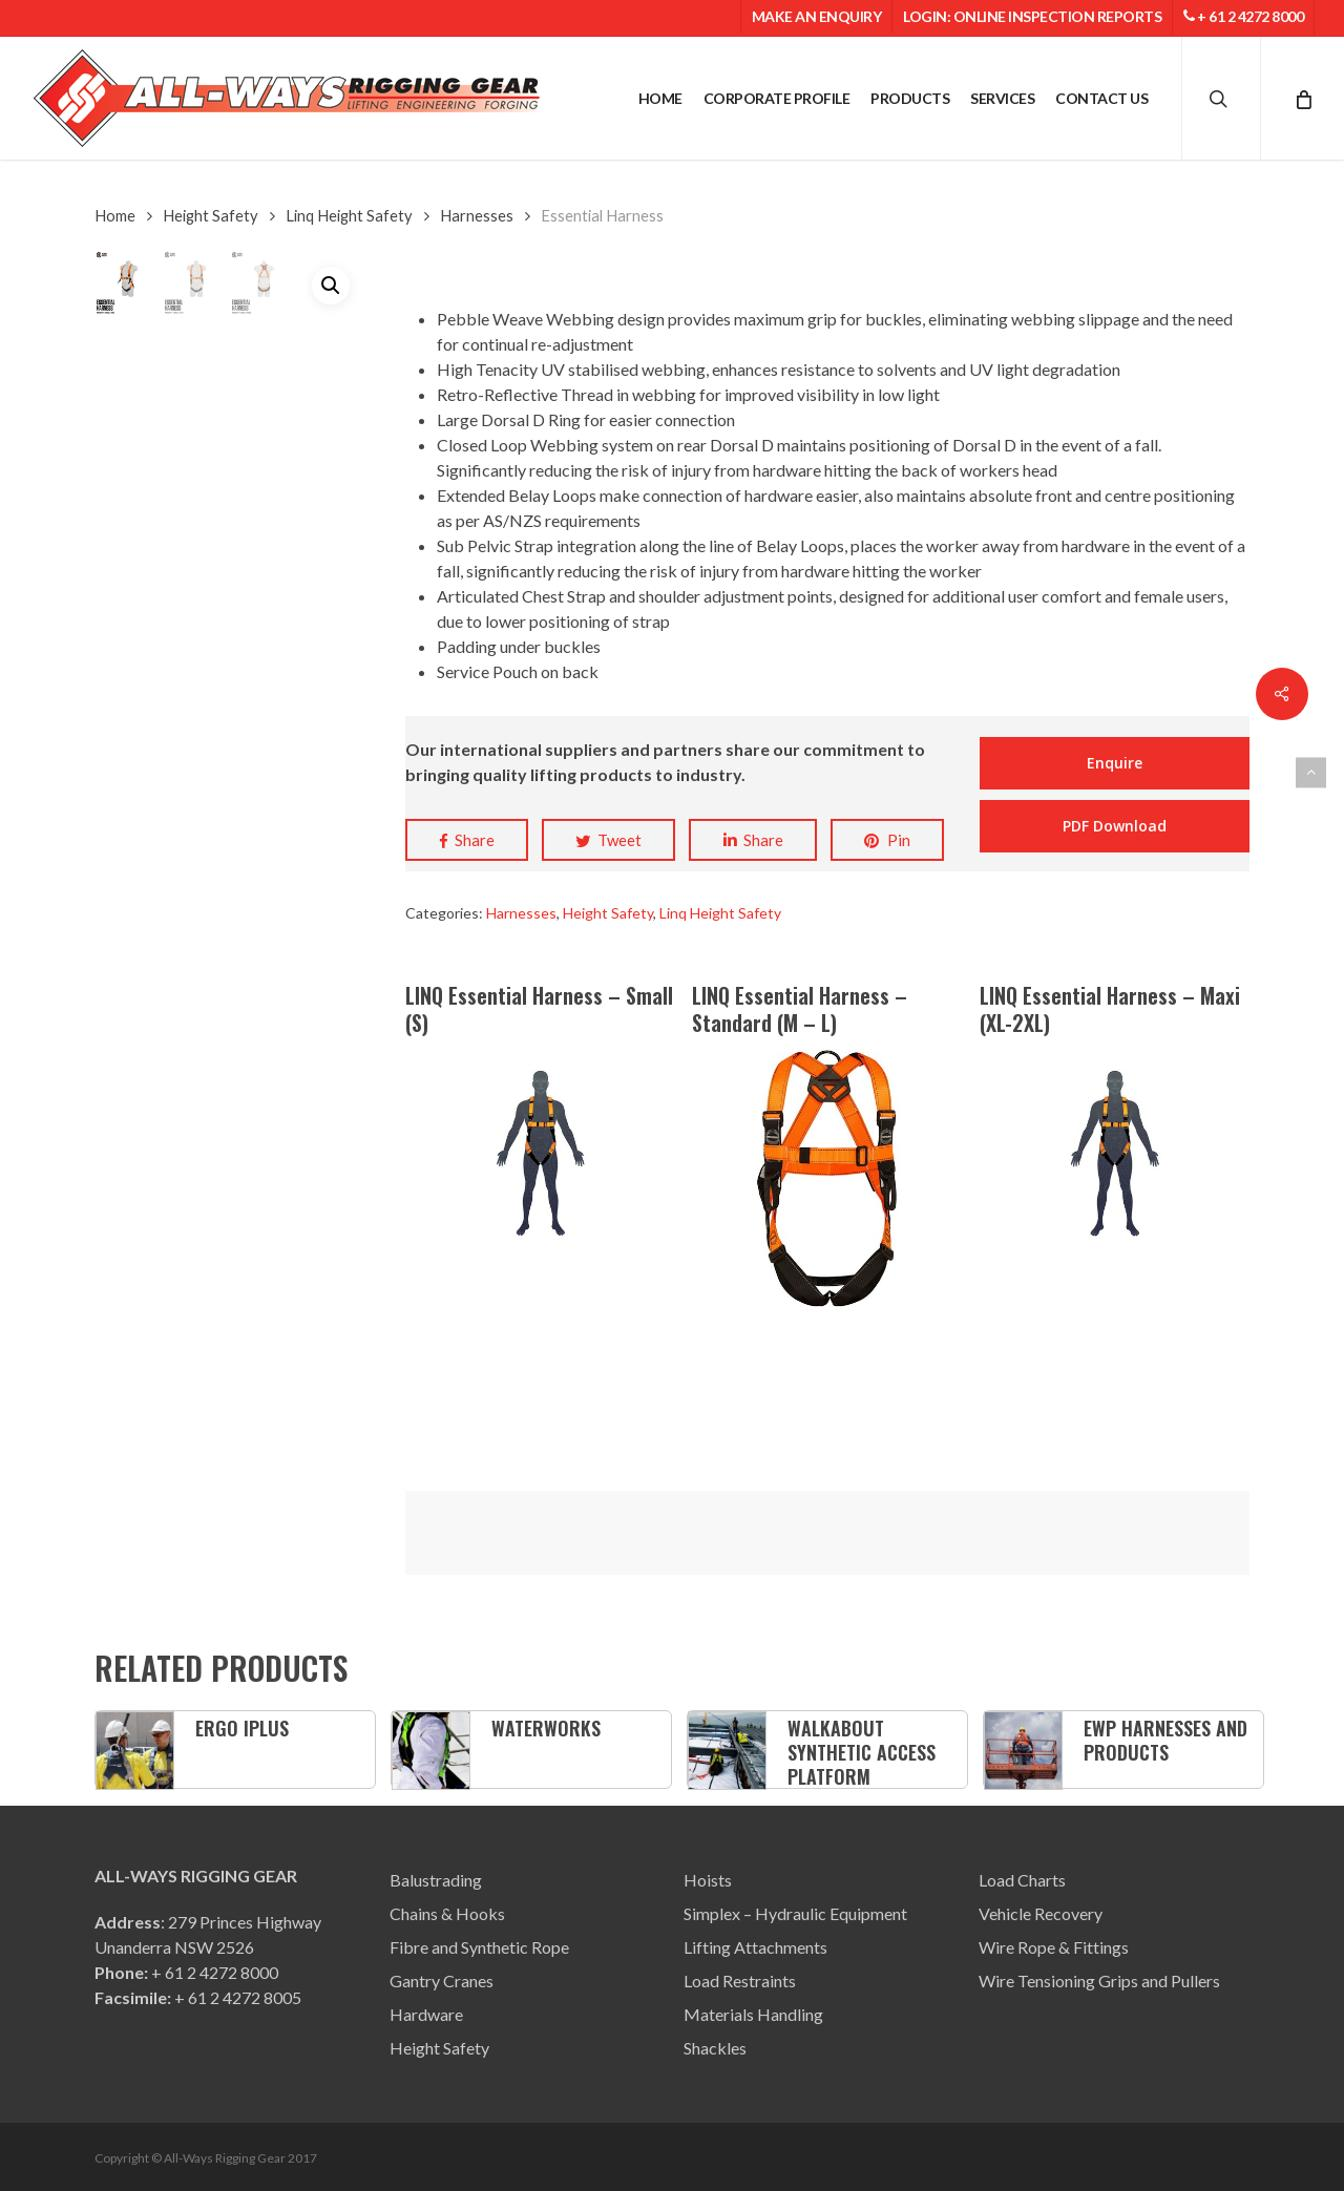 MAKE AN ENQUIRY
LOGIN: ONLINE INSPECTION REPORTS
+ 61 2 4272 8000
ALL-WAYS RIGGING GEAR
LIFTING ENGINEERING FORGING
HOME
CORPORATE PROFILE
PRODUCTS
SERVICES
CONTACT US
Home > Height Safety > Linq Height Safety > Harnesses > Essential Harness
ESSENTIAL
HARNESS
ESSENTIAL
HARNESS
ESSENTIAL
HARNESS
• Pebble Weave Webbing design provides maximum grip for buckles, eliminating webbing slippage and the need
for continual re-adjustment
• High Tenacity UV stabilised webbing, enhances resistance to solvents and UV light degradation
• Retro-Reflective Thread in webbing for improved visibility in low light
• Large Dorsal D Ring for easier connection
• Closed Loop Webbing system on rear Dorsal D maintains positioning of Dorsal D in the event of a fall.
Significantly reducing the risk of injury from hardware hitting the back of workers head
• Extended Belay Loops make connection of hardware easier, also maintains absolute front and centre positioning
as per AS/NZS requirements
• Sub Pelvic Strap integration along the line of Belay Loops, places the worker away from hardware in the event of a
fall, significantly reducing the risk of injury from hardware hitting the worker
• Articulated Chest Strap and shoulder adjustment points, designed for additional user comfort and female users,
due to lower positioning of strap
• Padding under buckles
• Service Pouch on back
Our international suppliers and partners share our commitment to
bringing quality lifting products to industry.
Share
Tweet
Share
Pin
Enquire
PDF Download
Categories: Harnesses, Height Safety, Linq Height Safety
LINQ Essential Harness – Small
(S)
LINQ Essential Harness –
Standard (M – L)
LINQ Essential Harness – Maxi
(XL-2XL)
RELATED PRODUCTS
ERGO IPLUS
WATERWORKS
WALKABOUT
SYNTHETIC ACCESS
PLATFORM
EWP HARNESSES AND
PRODUCTS
ALL-WAYS RIGGING GEAR
Address: 279 Princes Highway
Unanderra NSW 2526
Phone: + 61 2 4272 8000
Facsimile: + 61 2 4272 8005
Balustrading
Chains & Hooks
Fibre and Synthetic Rope
Gantry Cranes
Hardware
Height Safety
Hoists
Simplex – Hydraulic Equipment
Lifting Attachments
Load Restraints
Materials Handling
Shackles
Load Charts
Vehicle Recovery
Wire Rope & Fittings
Wire Tensioning Grips and Pullers
Copyright © All-Ways Rigging Gear 2017